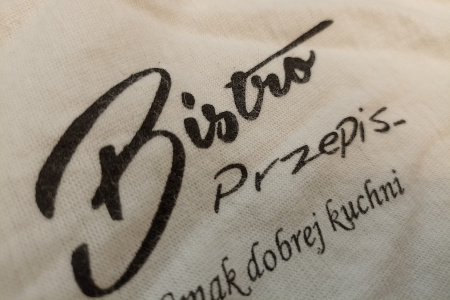 Bistro
Przepis
Smak dobrej kuchni